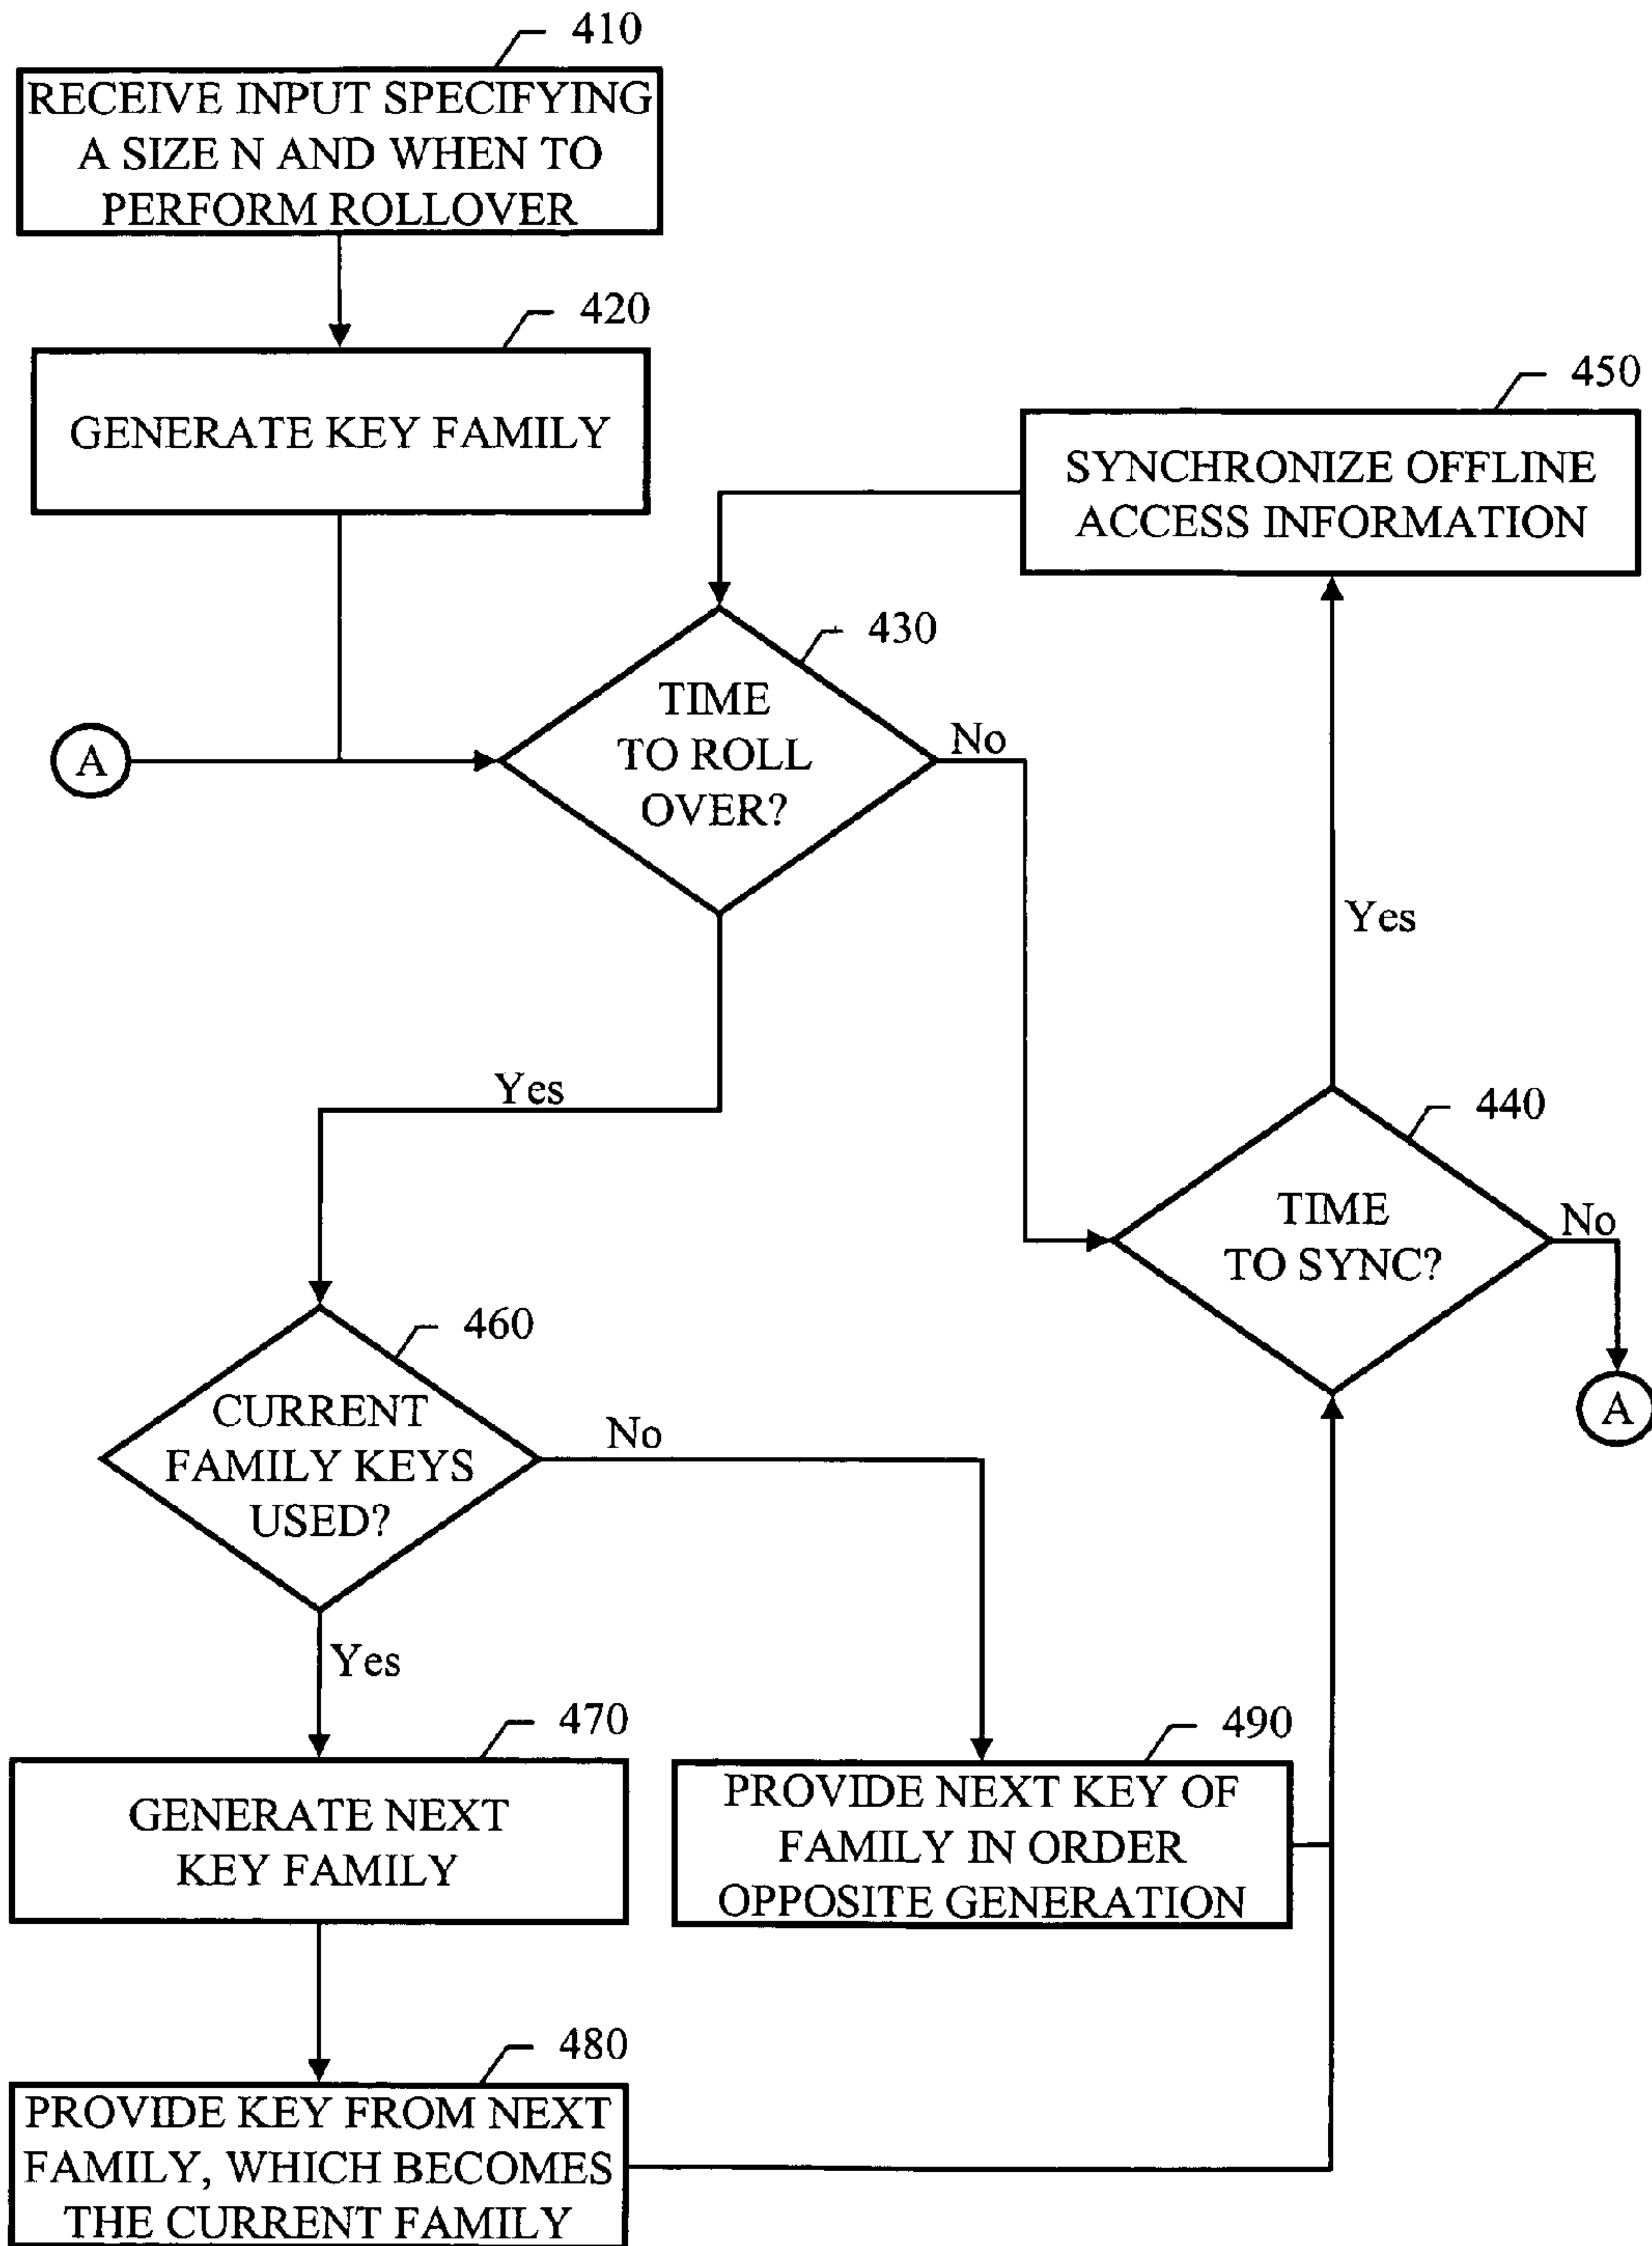 410
RECEIVE INPUT SPECIFYING
A SIZE N AND WHEN TO
PERFORM ROLLOVER
420
GENERATE KEY FAMILY
450
SYNCHRONIZE OFFLINE
ACCESS INFORMATION
430
TIME
TO ROLL
OVER?
No
A
Yes
Yes
440
TIME
TO SYNC?
No
A
460
CURRENT
FAMILY KEYS
USED?
No
Yes
470
GENERATE NEXT
KEY FAMILY
490
PROVIDE NEXT KEY OF
FAMILY IN ORDER
OPPOSITE GENERATION
480
PROVIDE KEY FROM NEXT
FAMILY, WHICH BECOMES
THE CURRENT FAMILY